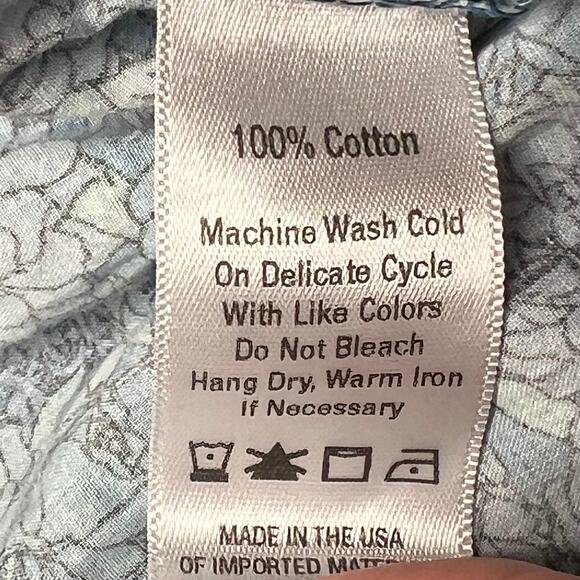 100% Cotton
Machine Wash Cold
On Delicate Cycle
With Like Colors
Do Not Bleach
Hang Dry, Warm Iron
If Necessary
MADE IN THE USA
OF IMPORTED